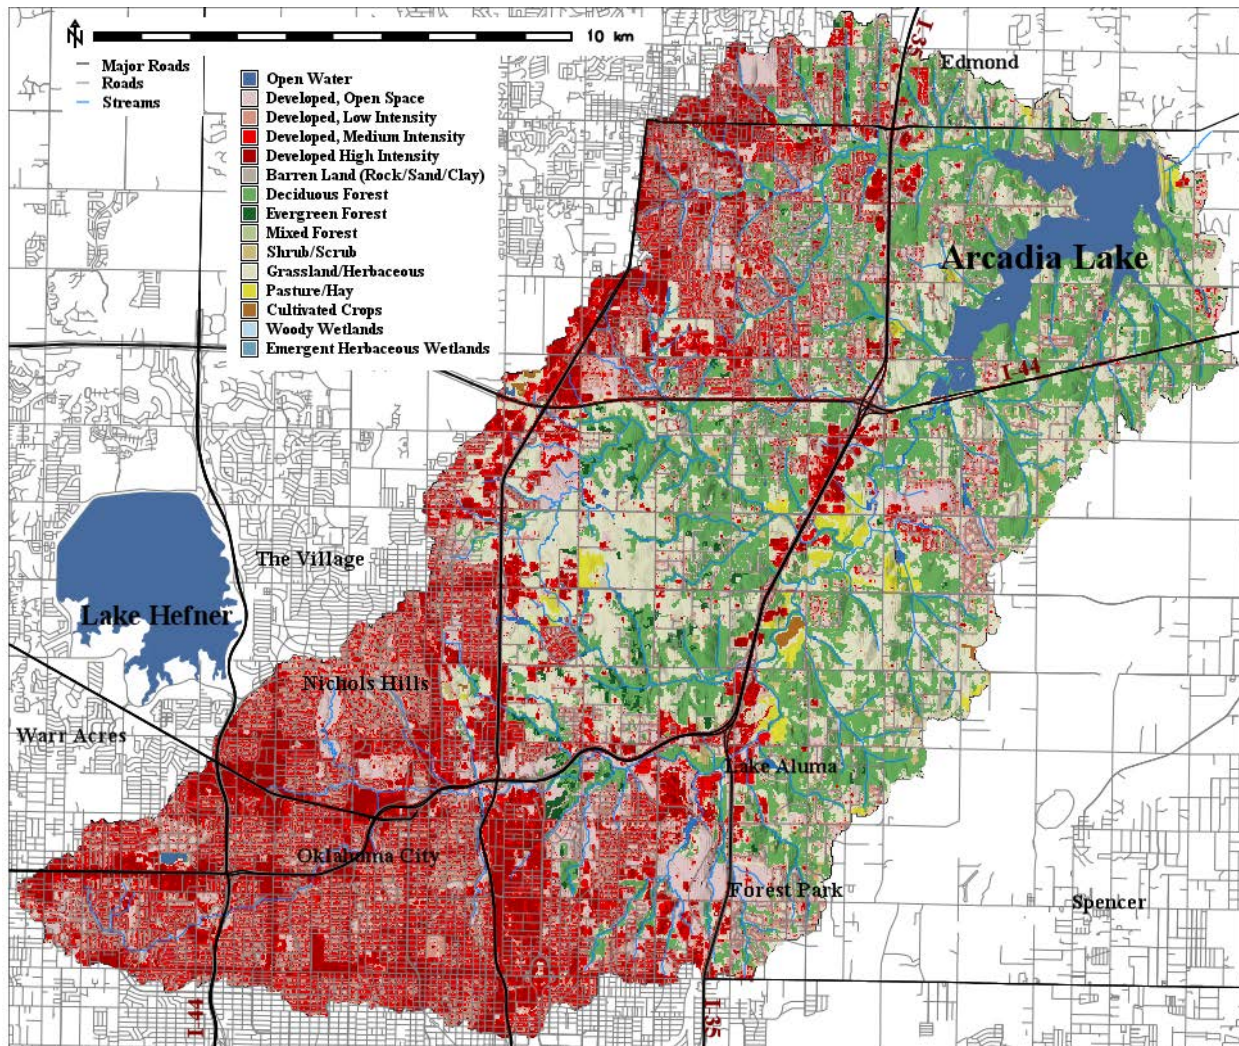 N
10 km
Major Roads
Roads
Streams
Open Water
Developed, Open Space
Developed, Low Intensity
Developed, Medium Intensity
Developed High Intensity
Barren Land (Rock/Sand/Clay)
Deciduous Forest
Evergreen Forest
Mixed Forest
Shrub/Scrub
Grassland/Herbaceous
Pasture/Hay
Cultivated Crops
Woody Wetlands
Emergent Herbaceous Wetlands
I-35
Edmond
Arcadia Lake
I-44
The Village
Lake Hefner
Nichols Hills
Warr Acres
Lake Aluma
Oklahoma City
Forest Park
Spencer
I-44
I-35